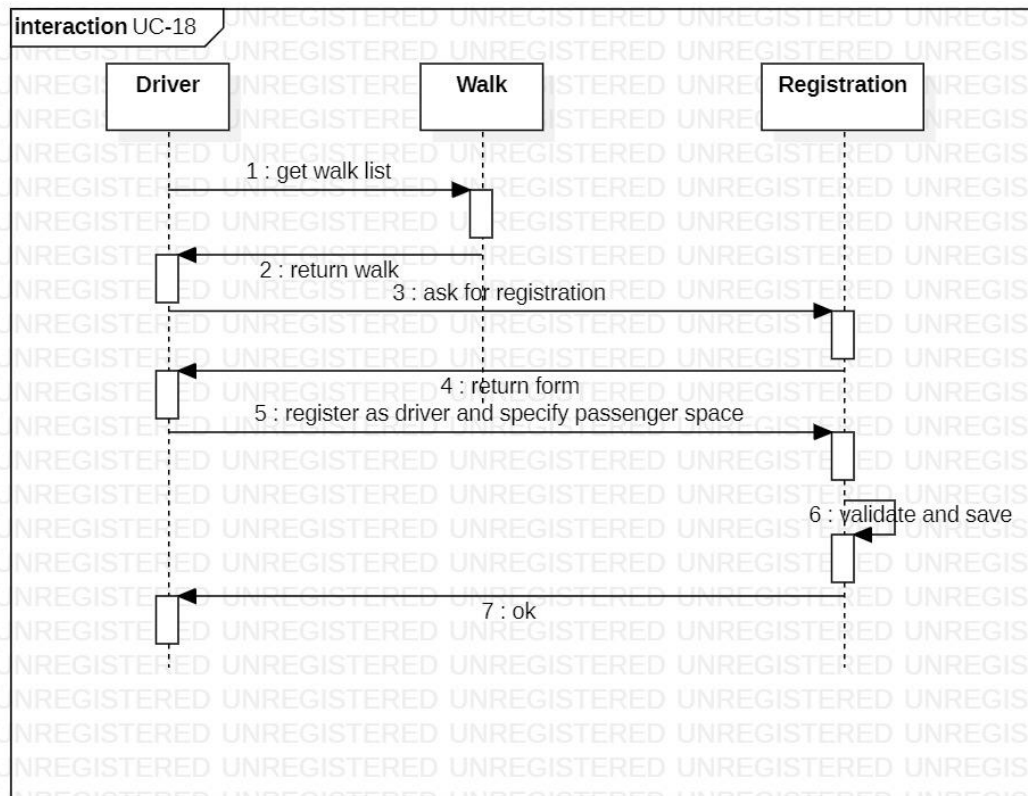 interaction UC-18
Driver
Walk
Registration
1 : get walk list
2 : return walk
3 : ask for registration
4 : return form
5 : register as driver and specify passenger space
6 : validate and save
7 : ok
UNREGISTERED